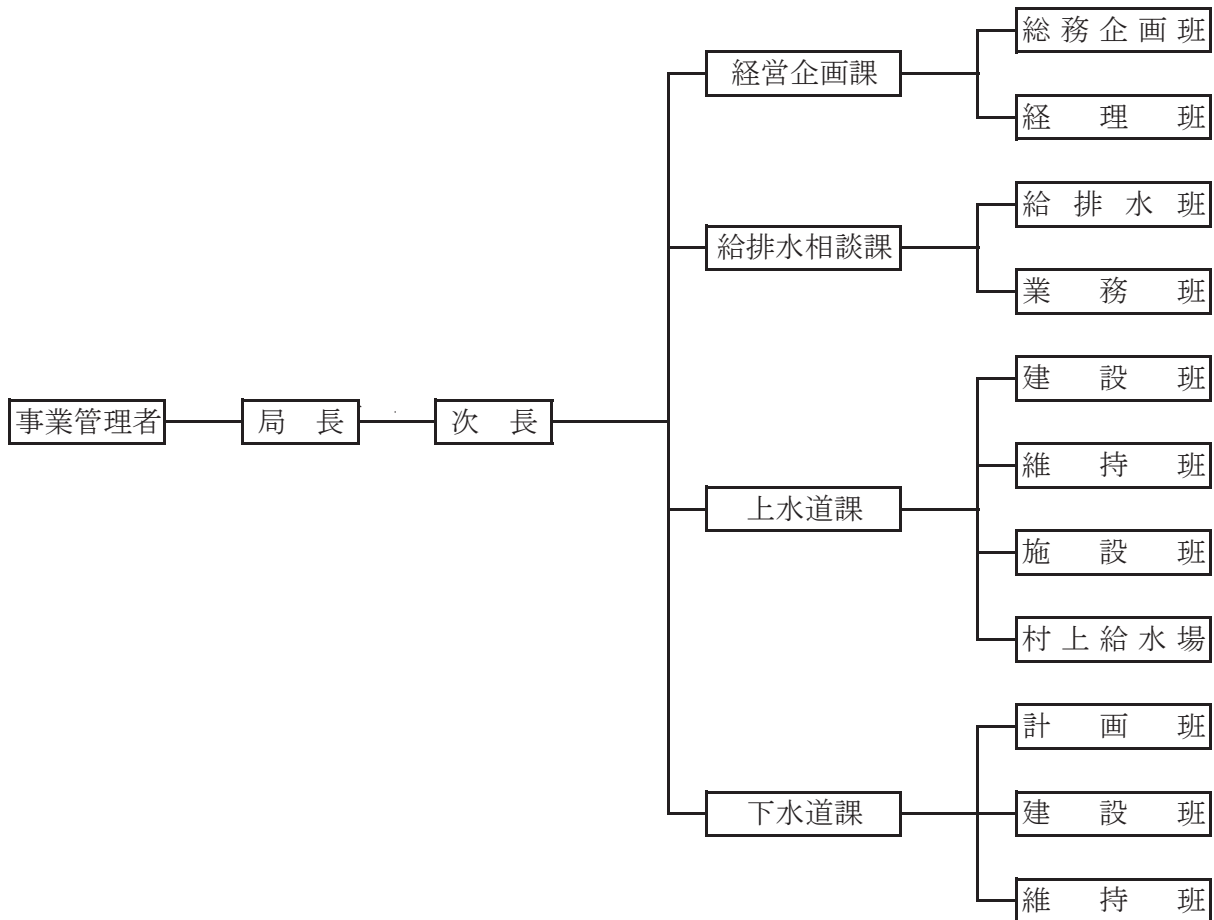 事業管理者
局長
次長
経営企画課
総務企画班
経理班
給排水相談課
給排水班
業務班
上水道課
建設班
維持班
施設班
村上給水場
下水道課
計画班
建設班
維持班